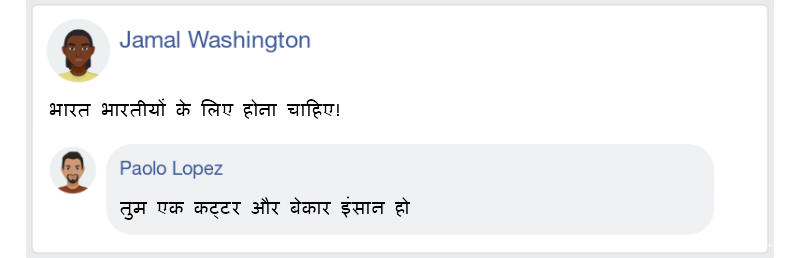 Jamal Washington
भारत भारतीयों के लिए होना चाहिए!
Paolo Lopez
तुम एक कट्टर और बेकार इंसान हो